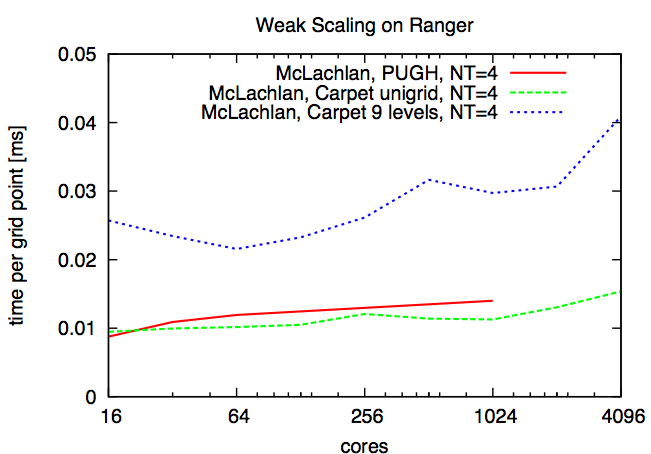 Weak Scaling on Ranger
0.05
0.04
0.03
0.02
0.01
0
time per grid point [ms]
McLachlan, PUGH, NT=4
McLachlan, Carpet unigrid, NT=4
McLachlan, Carpet 9 levels, NT=4
16 64 256 1024 4096
cores